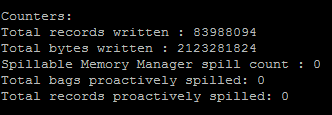 Counters:
Total records written : 83988094
Total bytes written : 2123281824
Spillable Memory Manager spill count : 0
Total bags proactively spilled: 0
Total records proactively spilled: 0